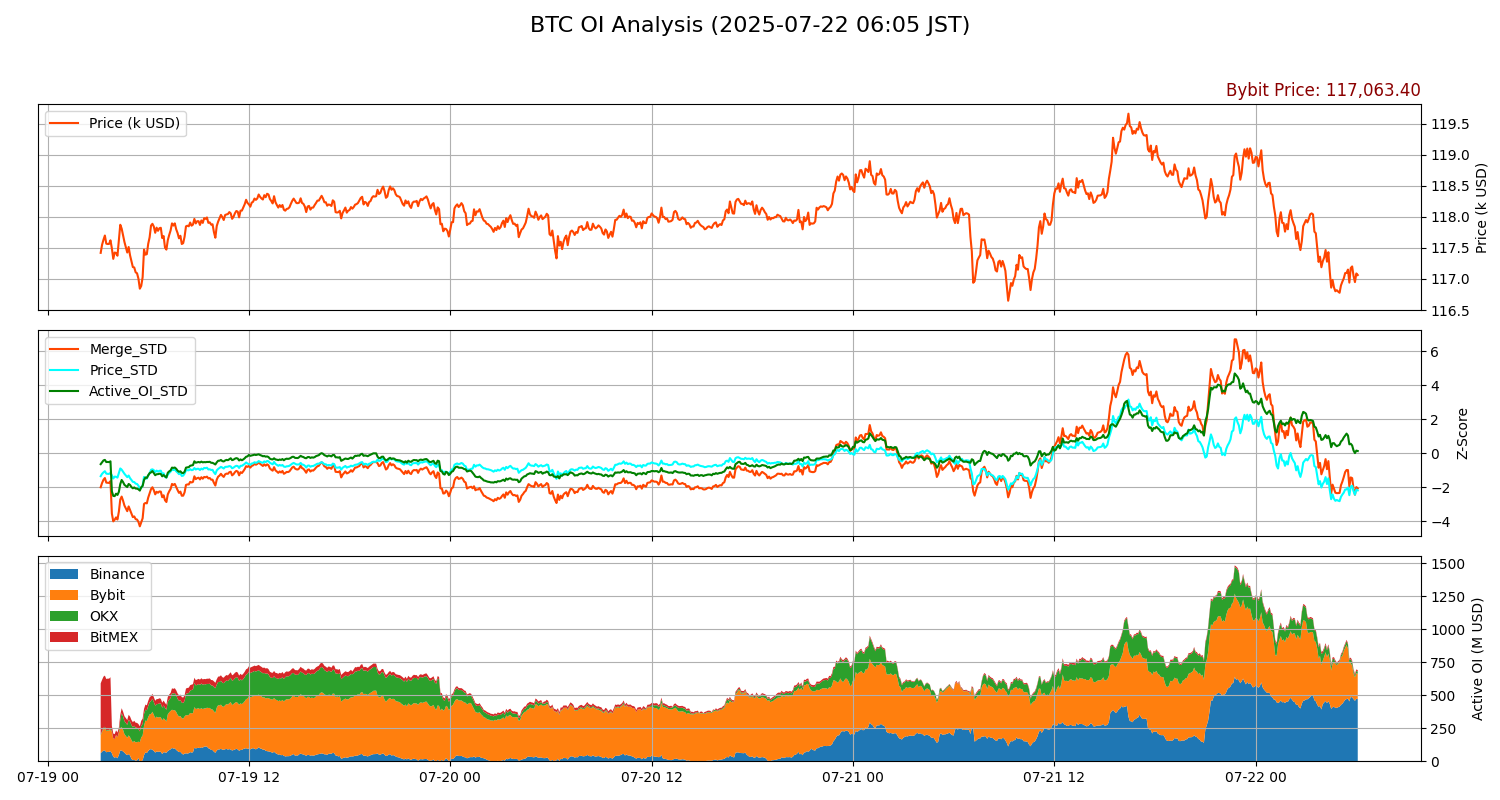 BTC OI Analysis (2025-07-22 06:05 JST)
Bybit Price: 117,063.40
Price (k USD)
119.5
119.0
118.5
118.0
117.5
117.0
116.5
Price (k USD)
Merge_STD
Price_STD
Active_OI_STD
6
4
2
0
−2
−4
Z-Score
Binance
Bybit
OKX
BitMEX
1500
1250
1000
750
500
250
0
Active OI (M USD)
07-19 00
07-19 12
07-20 00
07-20 12
07-21 00
07-21 12
07-22 00